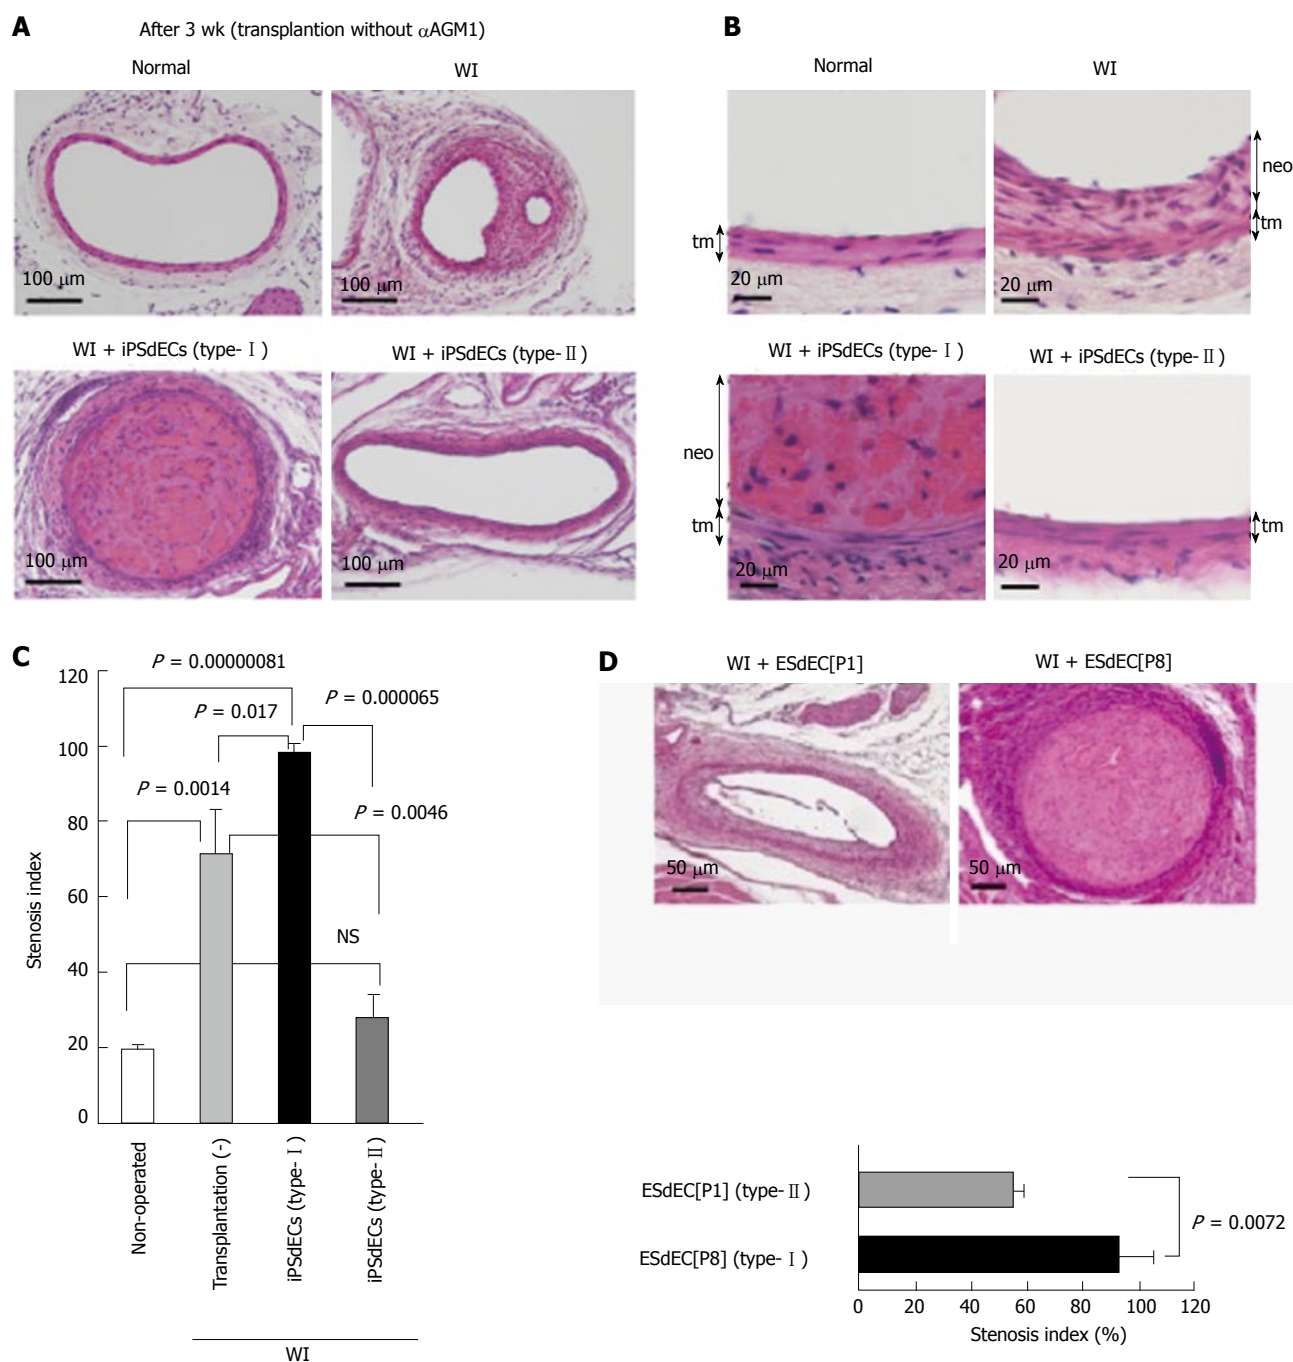 A
After 3 wk (transplantion without αAGM1)
Normal
WI
100 μm
100 μm
WI + iPSdECs (type-Ⅰ)
WI + iPSdECs (type-Ⅱ)
100 μm
100 μm
B
Normal
WI
tm
neo
tm
20 μm
20 μm
WI + iPSdECs (type-Ⅰ)
WI + iPSdECs (type-Ⅱ)
neo
tm
tm
20 μm
20 μm
C
P = 0.00000081
P = 0.000065
P = 0.017
P = 0.0014
P = 0.0046
NS
Stenosis index
120
100
80
60
40
20
0
Non-operated
Transplantation (-)
iPSdECs (type-Ⅰ)
iPSdECs (type-Ⅱ)
WI
D
WI + ESdEC[P1]
WI + ESdEC[P8]
50 μm
50 μm
ESdEC[P1] (type-Ⅱ)
ESdEC[P8] (type-Ⅰ)
P = 0.0072
0 20 40 60 80 100 120
Stenosis index (%)